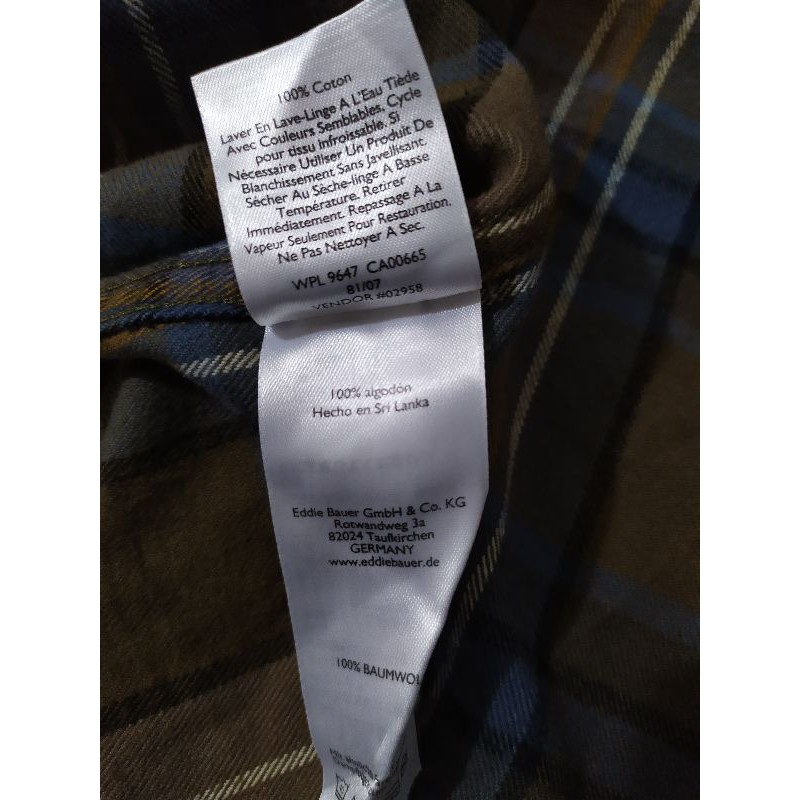 100% Coton
Laver En Lave-Linge A L'Eau Tiède
Avec Couleurs Semblables, Cycle
pour tissu Infroissable, Si
Nécessaire Utiliser Un Produit De
Blanchissement Sans Javellisant.
Sécher Au Sèche-linge A Basse
Température, Retirer
Immédiatement. Repassage A La
Vapeur Seulement Pour Restauration.
Ne Pas Nettoyer A Sec.
WPL 9647 CA00665
81/07
VENDOR #02958
100% algodón
Hecho en Sri Lanka
Eddie Bauer GmbH & Co. KG
Rotwandweg 3a
82024 Taufkirchen
GERMANY
www.eddiebauer.de
100% BAUMWOL